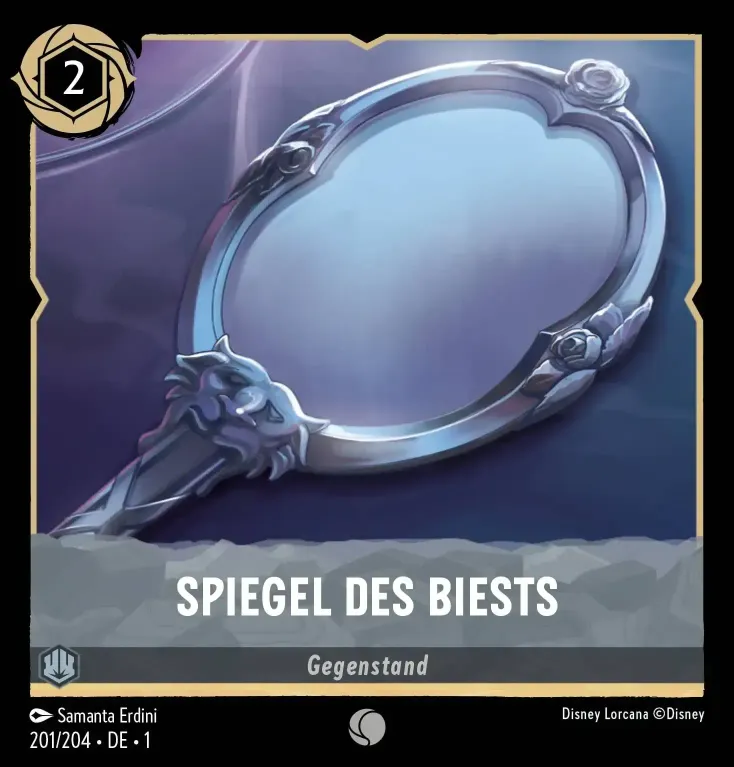 2
SPIEGEL DES BIESTS
Gegenstand
Samanta Erdini
Disney Lorcana ©Disney
201/204 • DE • 1